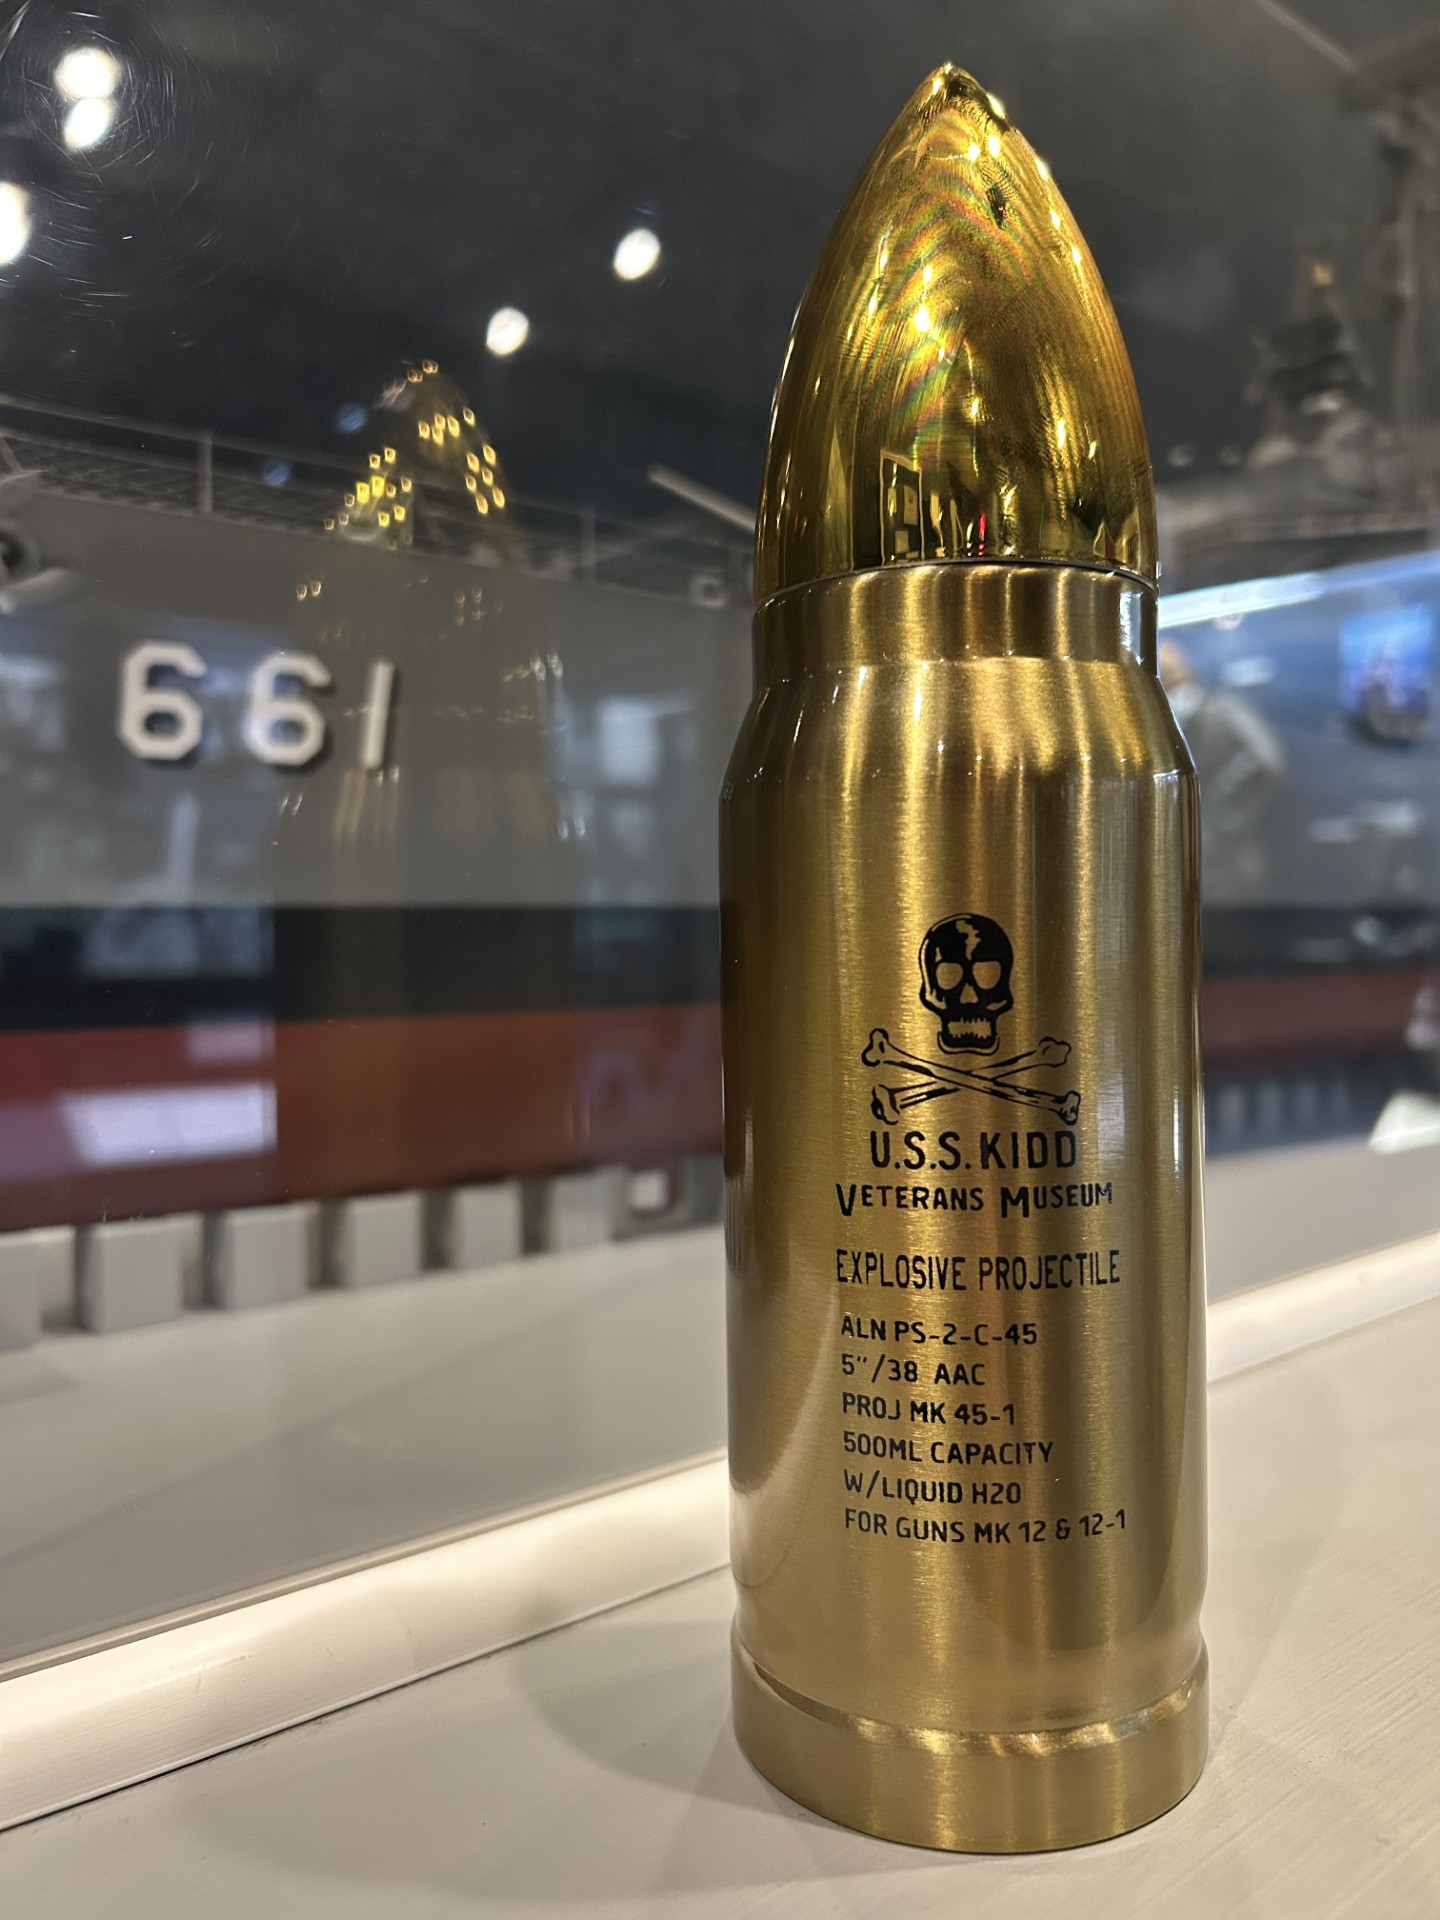 661
U.S.S. KIDD
VETERANS MUSEUM
EXPLOSIVE PROJECTILE
ALN PS-2-C-45
5"/38 AAC
PROJ MK 45-1
500ML CAPACITY
W/LIQUID H2O
FOR GUNS MK 12 & 12-1